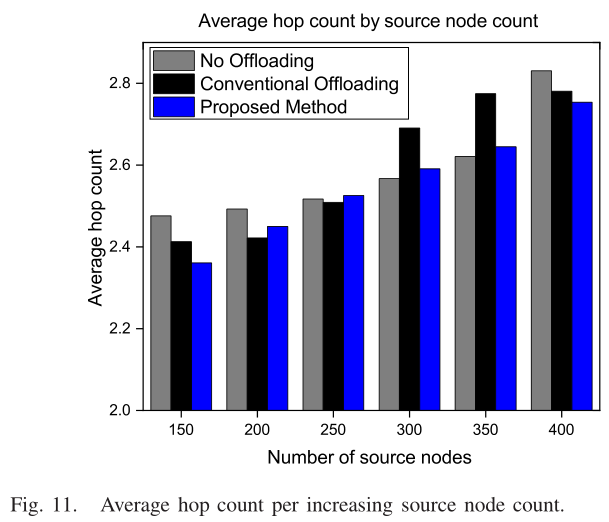 Average hop count by source node count
No Offloading
Conventional Offloading
Proposed Method
Average hop count
2.8
2.6
2.4
2.2
2.0
150 200 250 300 350 400
Number of source nodes
Fig. 11. Average hop count per increasing source node count.